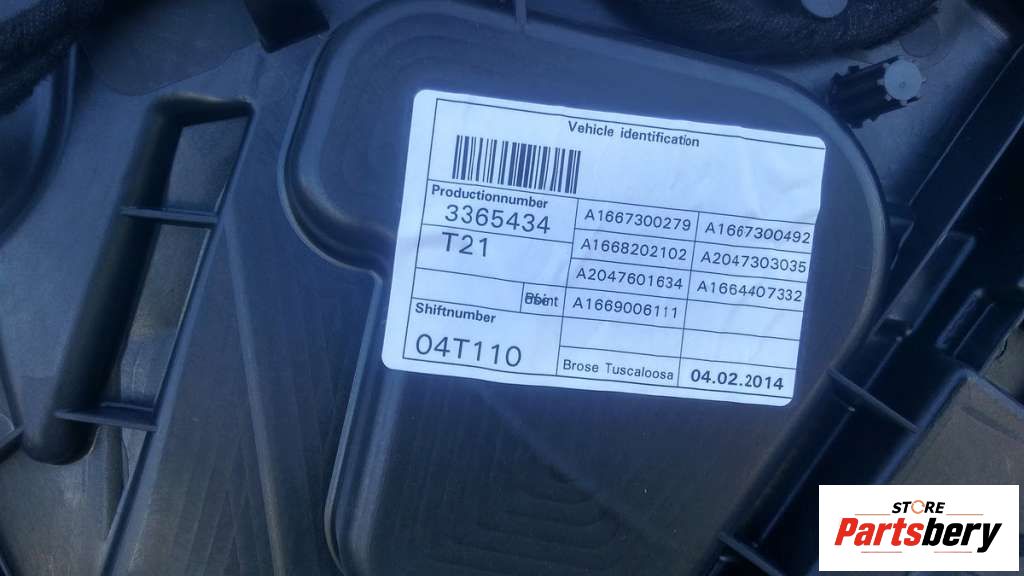 Vehicle identification
Productionnumber
3365434
T21
A1667300279 A1667300492
A1668202102 A2047303035
A2047601634 A1664407332
A1669006111
Shiftnumber
04T110
Brose Tuscaloosa 04.02.2014
STORE
Partsbery